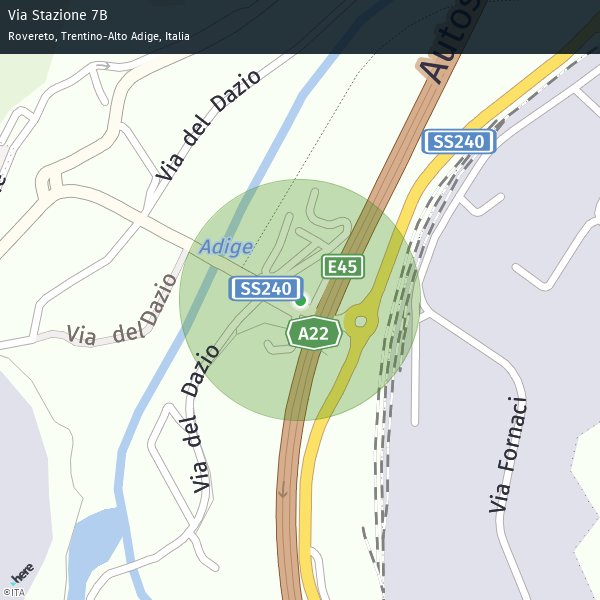 Via Stazione 7B
Rovereto, Trentino-Alto Adige, Italia
Autos
Via del Dazio
SS240
Adige
E45
SS240
Via del Dazio
A22
Via del Dazio
Via Fornaci
here
©ITA